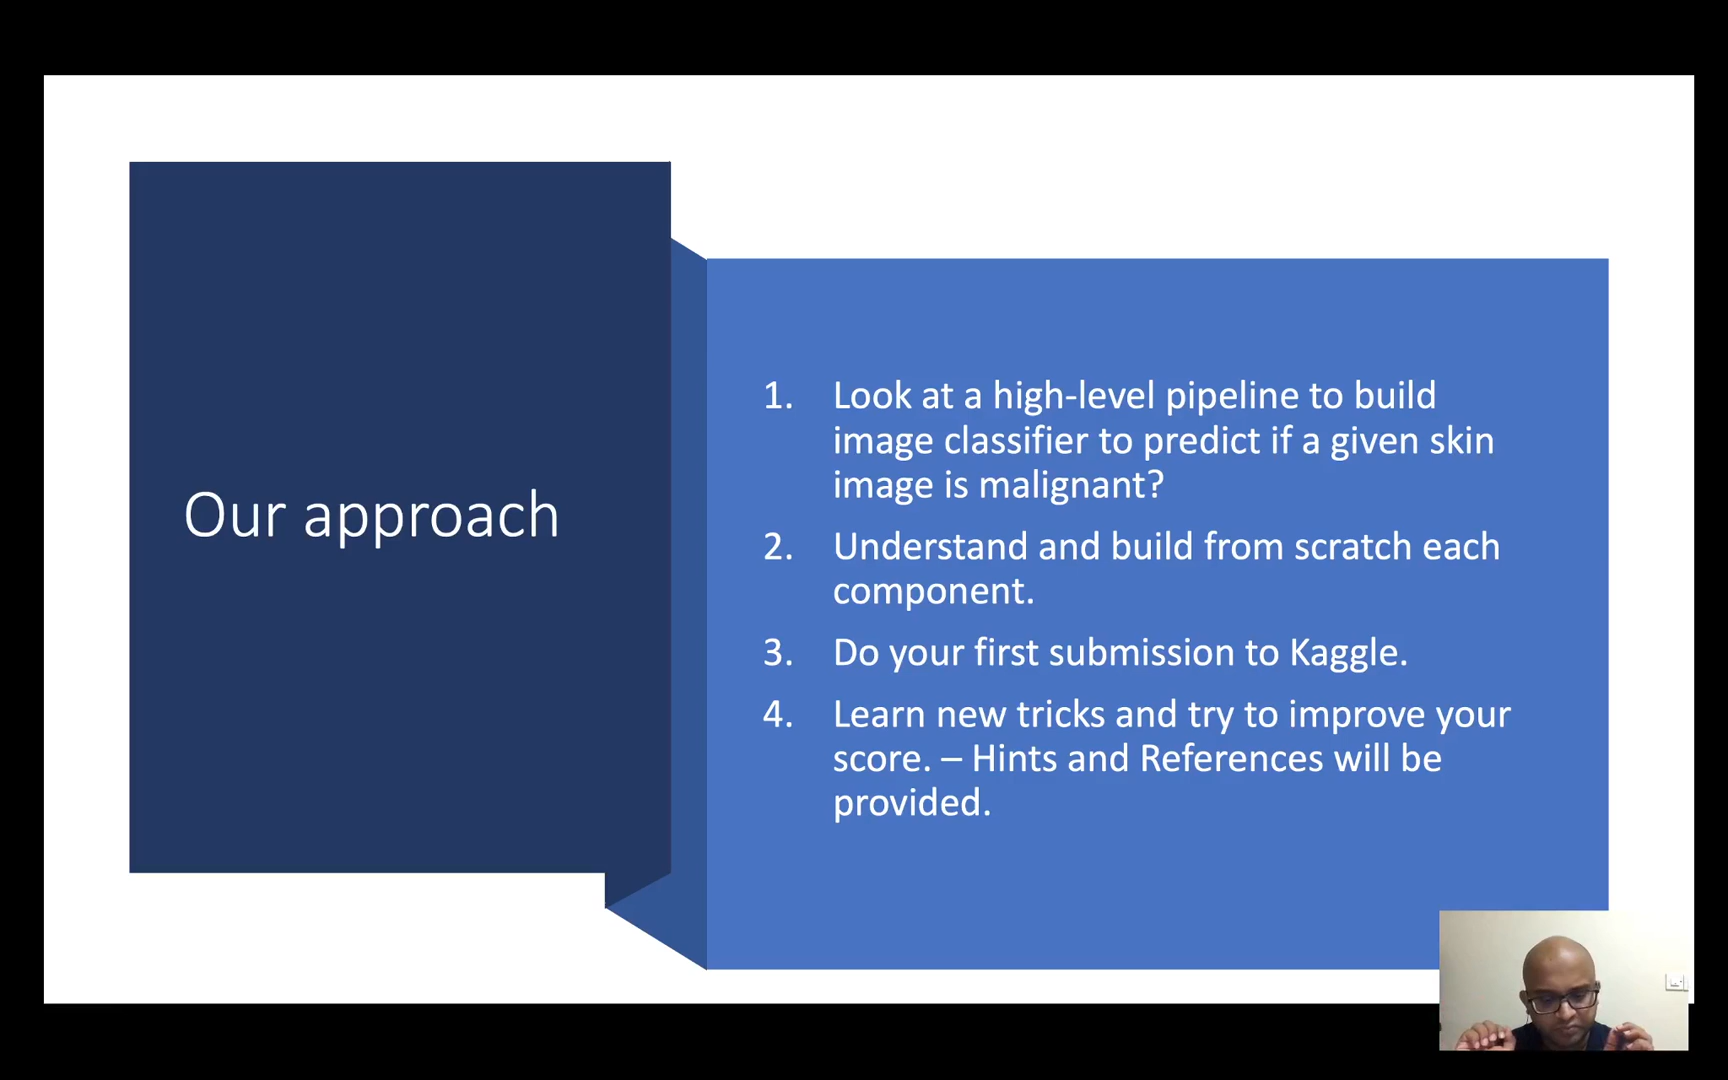 Our approach
1. Look at a high-level pipeline to build
image classifier to predict if a given skin
image is malignant?
2. Understand and build from scratch each
component.
3. Do your first submission to Kaggle.
4. Learn new tricks and try to improve your
score. – Hints and References will be
provided.